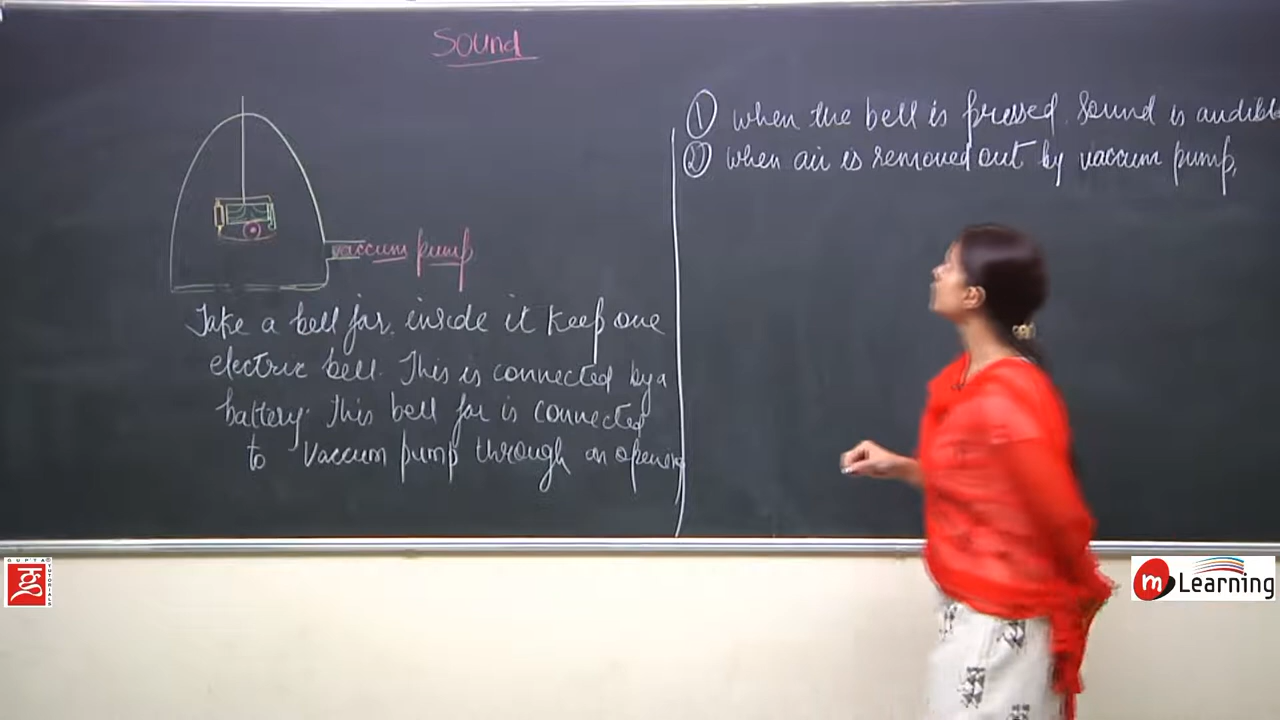 Sound
vaccum pump
Take a bell jar, inside it keep one
electric bell. This is connected by a
battery. This bell jar is connected
to Vaccum pump through an opening
① when the bell is pressed, sound is audible
② when air is removed out by vaccum pump,
GUPTA TUTORIALS
ग
m Learning